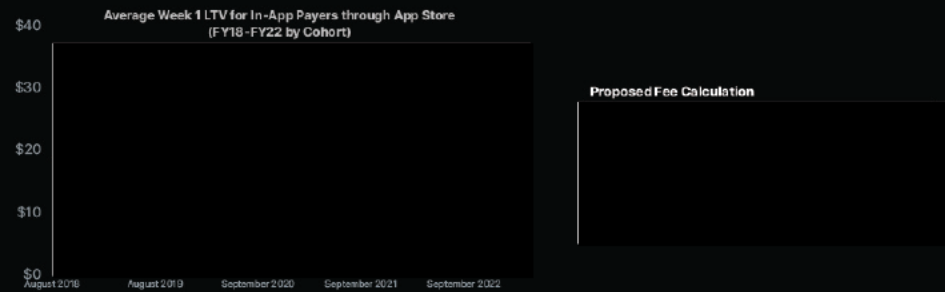 Average Week 1 LTV for In-App Payers through App Store
(FY18-FY22 by Cohort)
$40
$30
$20
$10
$0
August 2018
August 2019
September 2020
September 2021
September 2022
Proposed Fee Calculation